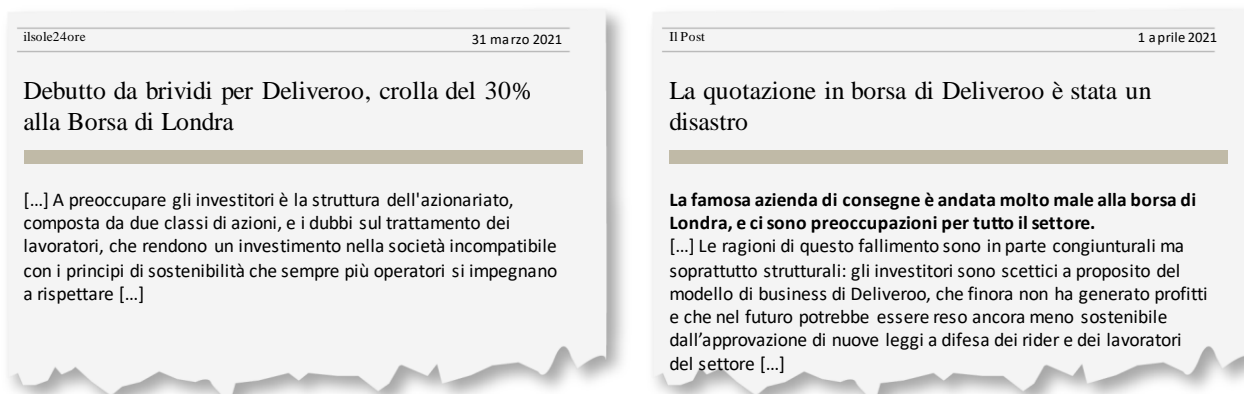 ilsole24ore
31 marzo 2021
Debutto da brividi per Deliveroo, crolla del 30%
alla Borsa di Londra
[...] A preoccupare gli investitori è la struttura dell'azionariato,
composta da due classi di azioni, e i dubbi sul trattamento dei
lavoratori, che rendono un investimento nella società incompatibile
con i principi di sostenibilità che sempre più operatori si impegnano
a rispettare [...]
Il Post
1 aprile 2021
La quotazione in borsa di Deliveroo è stata un
disastro
La famosa azienda di consegne è andata molto male alla borsa di
Londra, e ci sono preoccupazioni per tutto il settore.
[...] Le ragioni di questo fallimento sono in parte congiunturali ma
soprattutto strutturali: gli investitori sono scettici a proposito del
modello di business di Deliveroo, che finora non ha generato profitti
e che nel futuro potrebbe essere reso ancora meno sostenibile
dall’approvazione di nuove leggi a difesa dei rider e dei lavoratori
del settore [...]